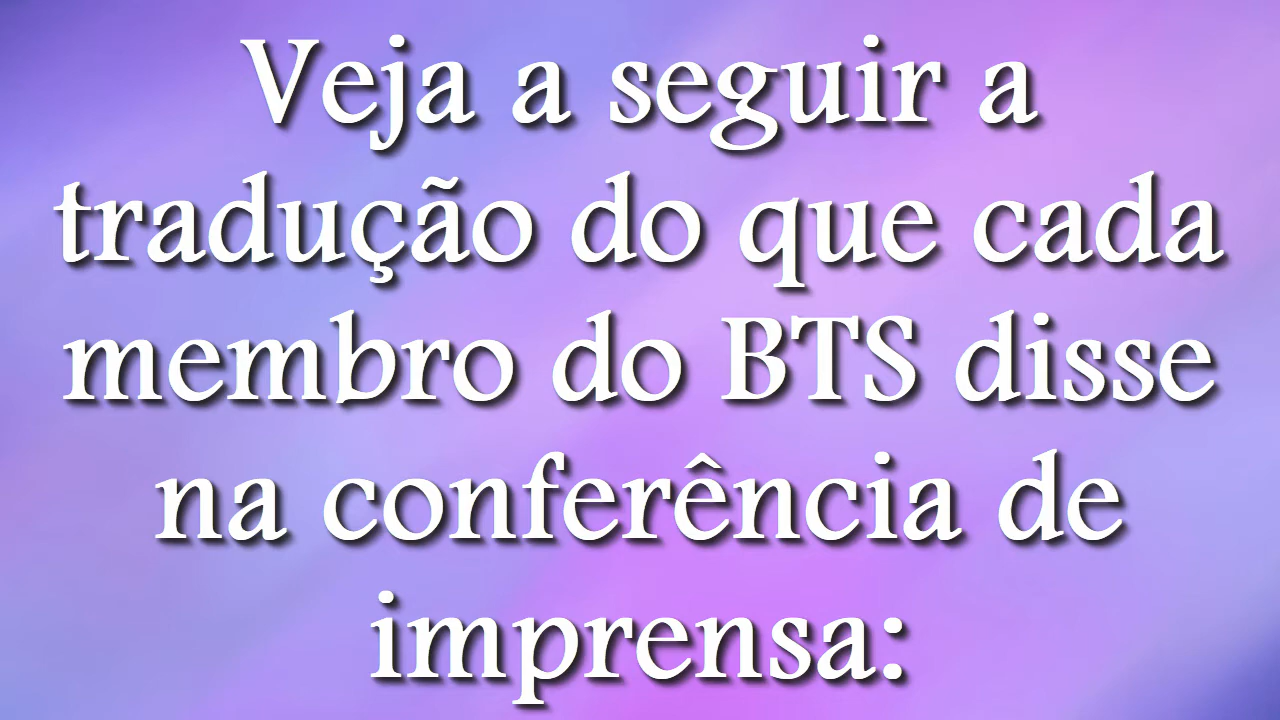 Veja a seguir a
tradução do que cada
membro do BTS disse
na conferência de
imprensa: